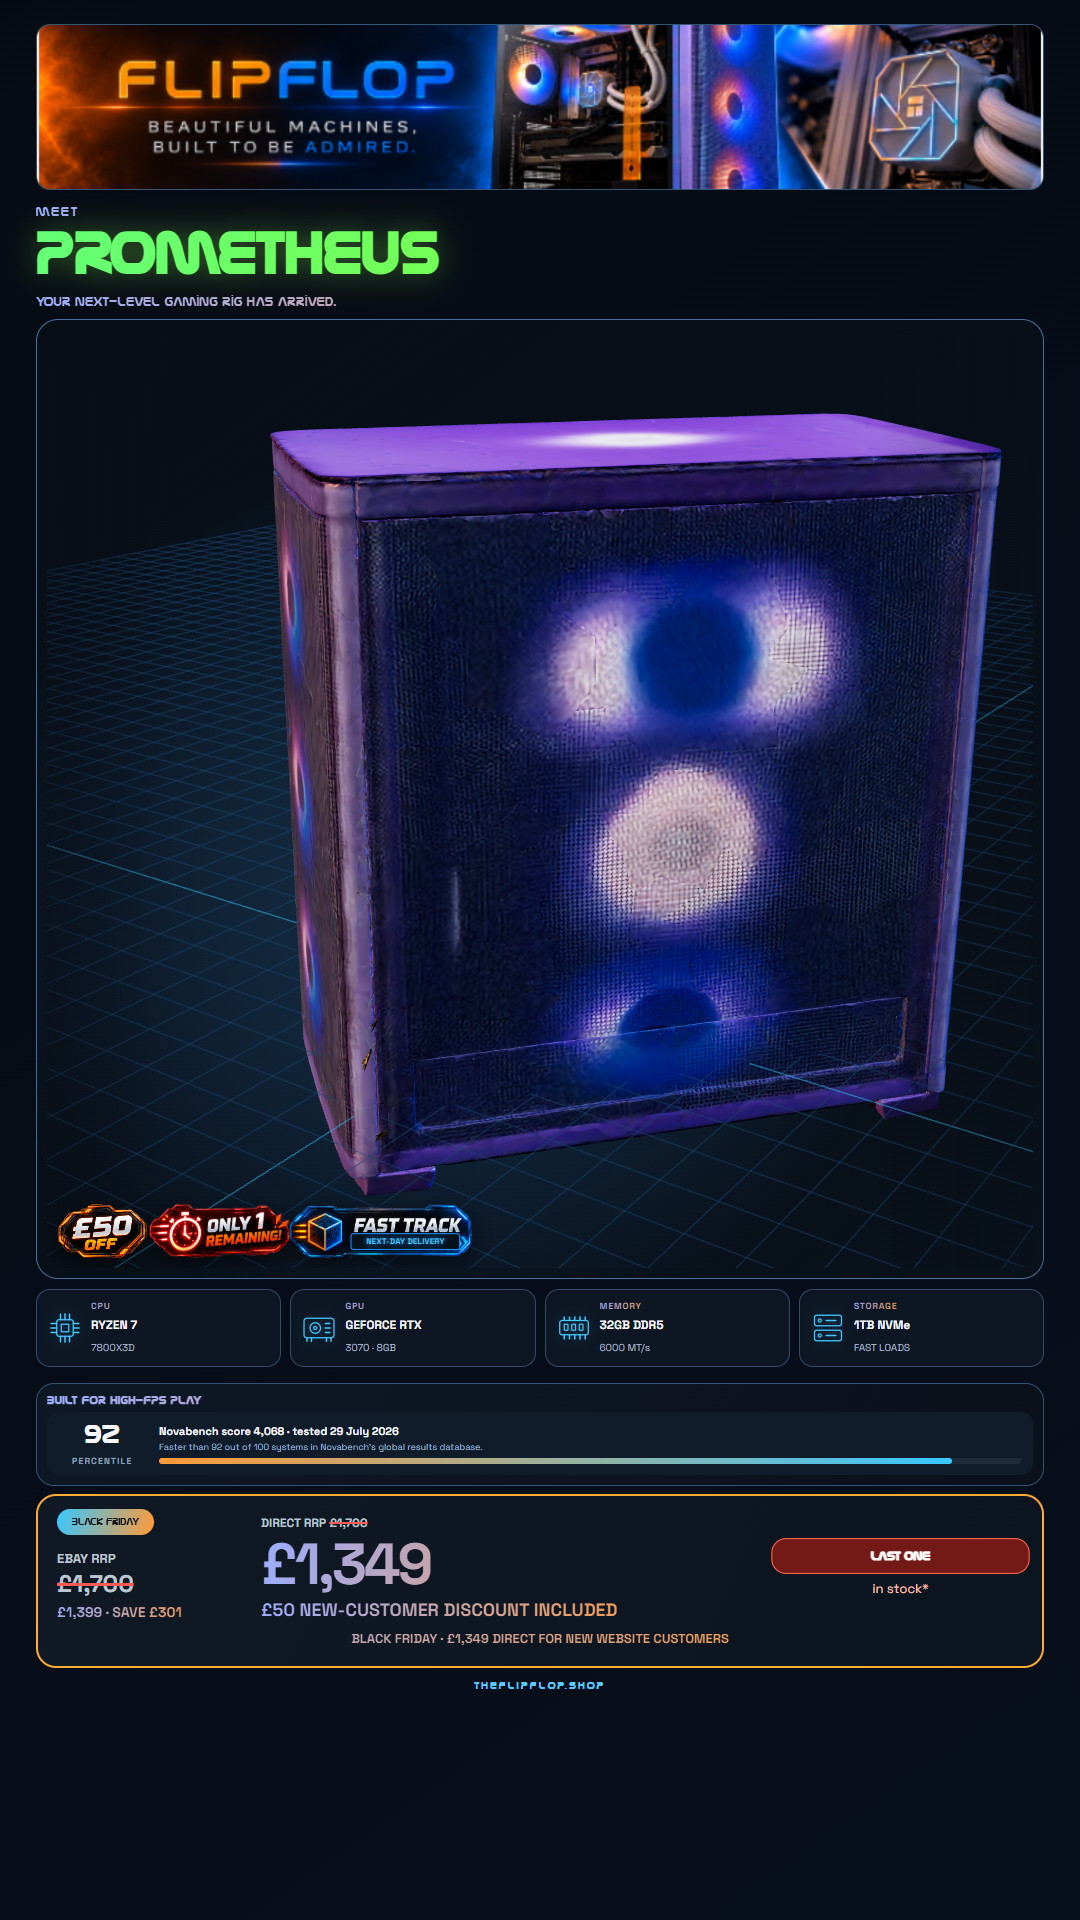 FLIPFLOP
BEAUTIFUL MACHINES,
BUILT TO BE ADMIRED.
MEET
PROMETHEUS
YOUR NEXT-LEVEL GAMING RIG HAS ARRIVED.
£50 OFF
ONLY 1 REMAINING!
FAST TRACK
NEXT-DAY DELIVERY
CPU
RYZEN 7
7800X3D
GPU
GEFORCE RTX
3070 · 8GB
MEMORY
32GB DDR5
6000 MT/s
STORAGE
1TB NVMe
FAST LOADS
BUILT FOR HIGH-FPS PLAY
92
PERCENTILE
Novabench score 4,068 · tested 29 July 2026
Faster than 92 out of 100 systems in Novabench's global results database.
BLACK FRIDAY
EBAY RRP
£1,700
£1,399 · SAVE £301
DIRECT RRP £1,700
£1,349
£50 NEW-CUSTOMER DISCOUNT INCLUDED
BLACK FRIDAY · £1,349 DIRECT FOR NEW WEBSITE CUSTOMERS
LAST ONE
in stock*
THEFLIPFLOP.SHOP